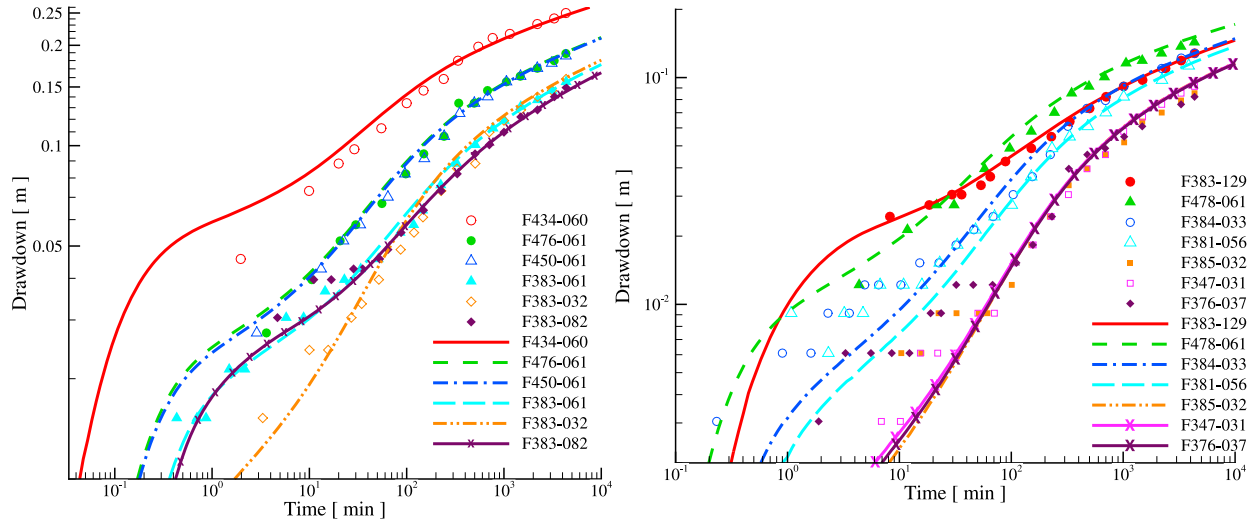 0.25
0.2
0.15
0.1
0.05
Drawdown [ m ]
10^-1
10^0
10^1
10^2
10^3
10^4
Time [ min ]
F434-060
F476-061
F450-061
F383-061
F383-032
F383-082
F434-060
F476-061
F450-061
F383-061
F383-032
F383-082
10^-1
10^-2
Drawdown [ m ]
10^-1
10^0
10^1
10^2
10^3
10^4
Time [ min ]
F383-129
F478-061
F384-033
F381-056
F385-032
F347-031
F376-037
F383-129
F478-061
F384-033
F381-056
F385-032
F347-031
F376-037